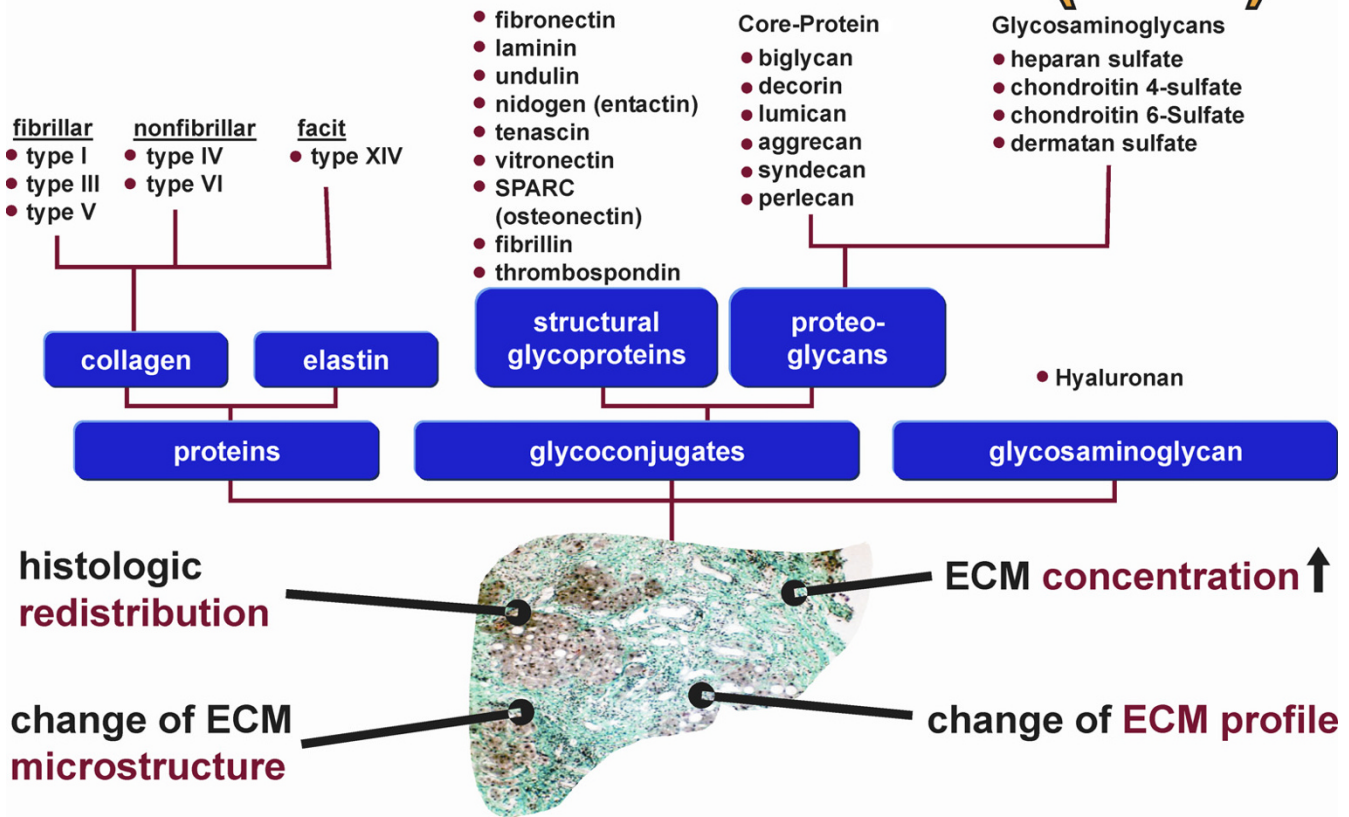 fibrillar
type I
type III
type V
nonfibrillar
type IV
type VI
facit
type XIV
fibronectin
laminin
undulin
nidogen (entactin)
tenascin
vitronectin
SPARC
(osteonectin)
fibrillin
thrombospondin
Core-Protein
biglycan
decorin
lumican
aggrecan
syndecan
perlecan
Glycosaminoglycans
heparan sulfate
chondroitin 4-sulfate
chondroitin 6-Sulfate
dermatan sulfate
collagen
elastin
structural
glycoproteins
proteo-
glycans
Hyaluronan
proteins
glycoconjugates
glycosaminoglycan
histologic
redistribution
ECM concentration
change of ECM
microstructure
change of ECM profile